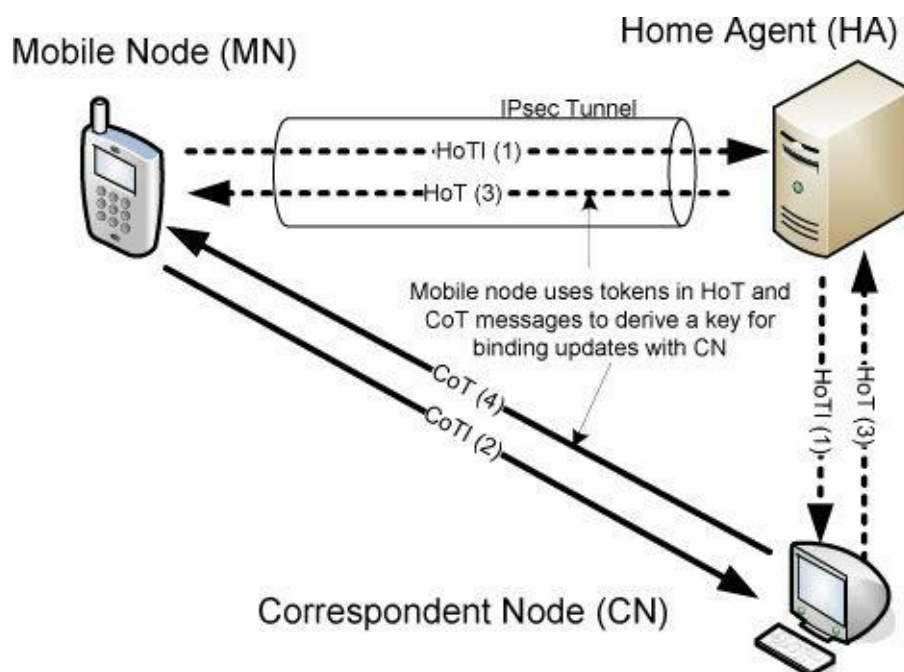 Mobile Node (MN)
Home Agent (HA)
IPsec Tunnel
HoTI (1)
HoT (3)
Mobile node uses tokens in HoT and
CoT messages to derive a key for
binding updates with CN
CoT (4)
CoTI (2)
HoTI (1)
HoT (3)
Correspondent Node (CN)